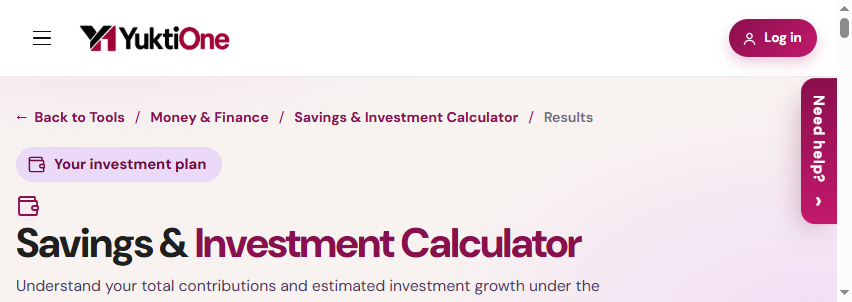 YuktiOne
Log in
← Back to Tools / Money & Finance / Savings & Investment Calculator / Results
Need help? ›
Your investment plan
Savings & Investment Calculator
Understand your total contributions and estimated investment growth under the